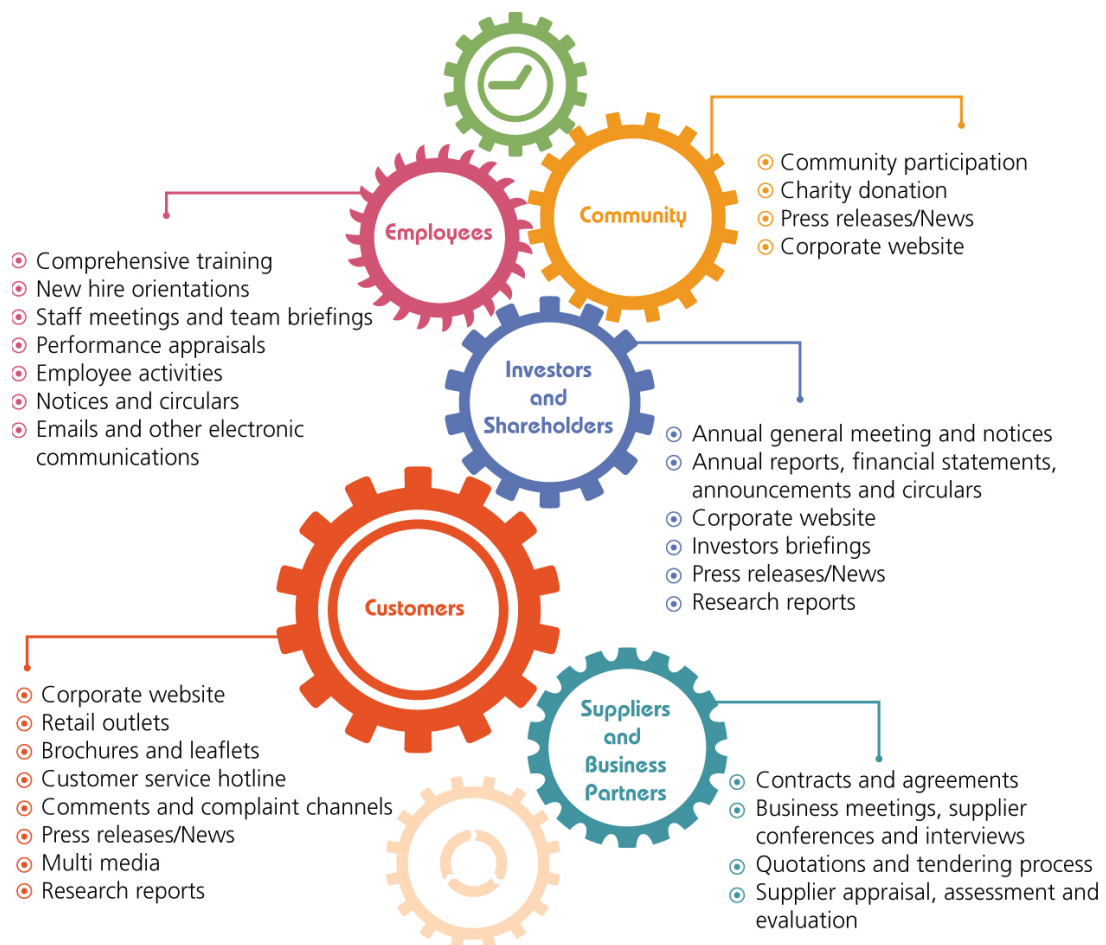 Community
Community participation
Charity donation
Press releases/News
Corporate website
Employees
Comprehensive training
New hire orientations
Staff meetings and team briefings
Performance appraisals
Employee activities
Notices and circulars
Emails and other electronic
communications
Investors
and
Shareholders
Annual general meeting and notices
Annual reports, financial statements,
announcements and circulars
Corporate website
Investors briefings
Press releases/News
Research reports
Customers
Corporate website
Retail outlets
Brochures and leaflets
Customer service hotline
Comments and complaint channels
Press releases/News
Multi media
Research reports
Suppliers
and
Business
Partners
Contracts and agreements
Business meetings, supplier
conferences and interviews
Quotations and tendering process
Supplier appraisal, assessment and
evaluation